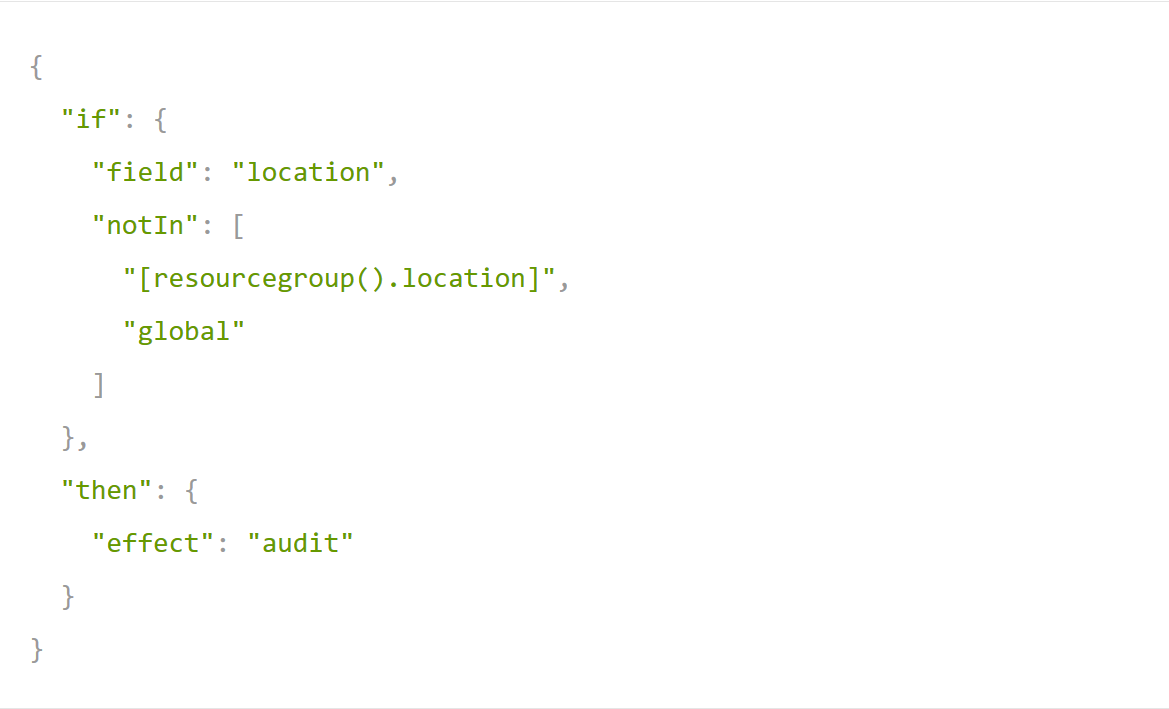 {
  "if": {
    "field": "location",
    "notIn": [
      "[resourcegroup().location]",
      "global"
    ]
  },
  "then": {
    "effect": "audit"
  }
}